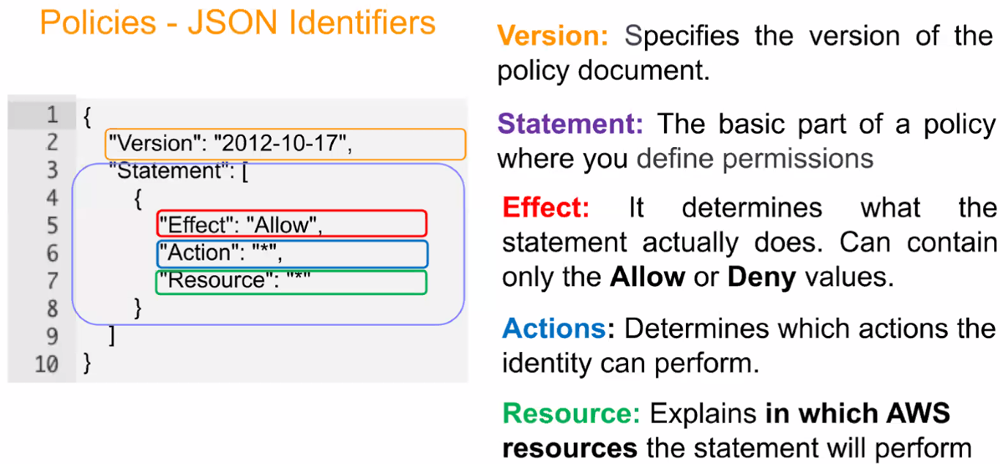 Policies - JSON Identifiers
1 {
2 "Version": "2012-10-17",
3 "Statement": [
4 {
5 "Effect": "Allow",
6 "Action": "*",
7 "Resource": "*"
8 }
9 ]
10 }
Version: Specifies the version of the
policy document.
Statement: The basic part of a policy
where you define permissions
Effect: It determines what the
statement actually does. Can contain
only the Allow or Deny values.
Actions: Determines which actions the
identity can perform.
Resource: Explains in which AWS
resources the statement will perform